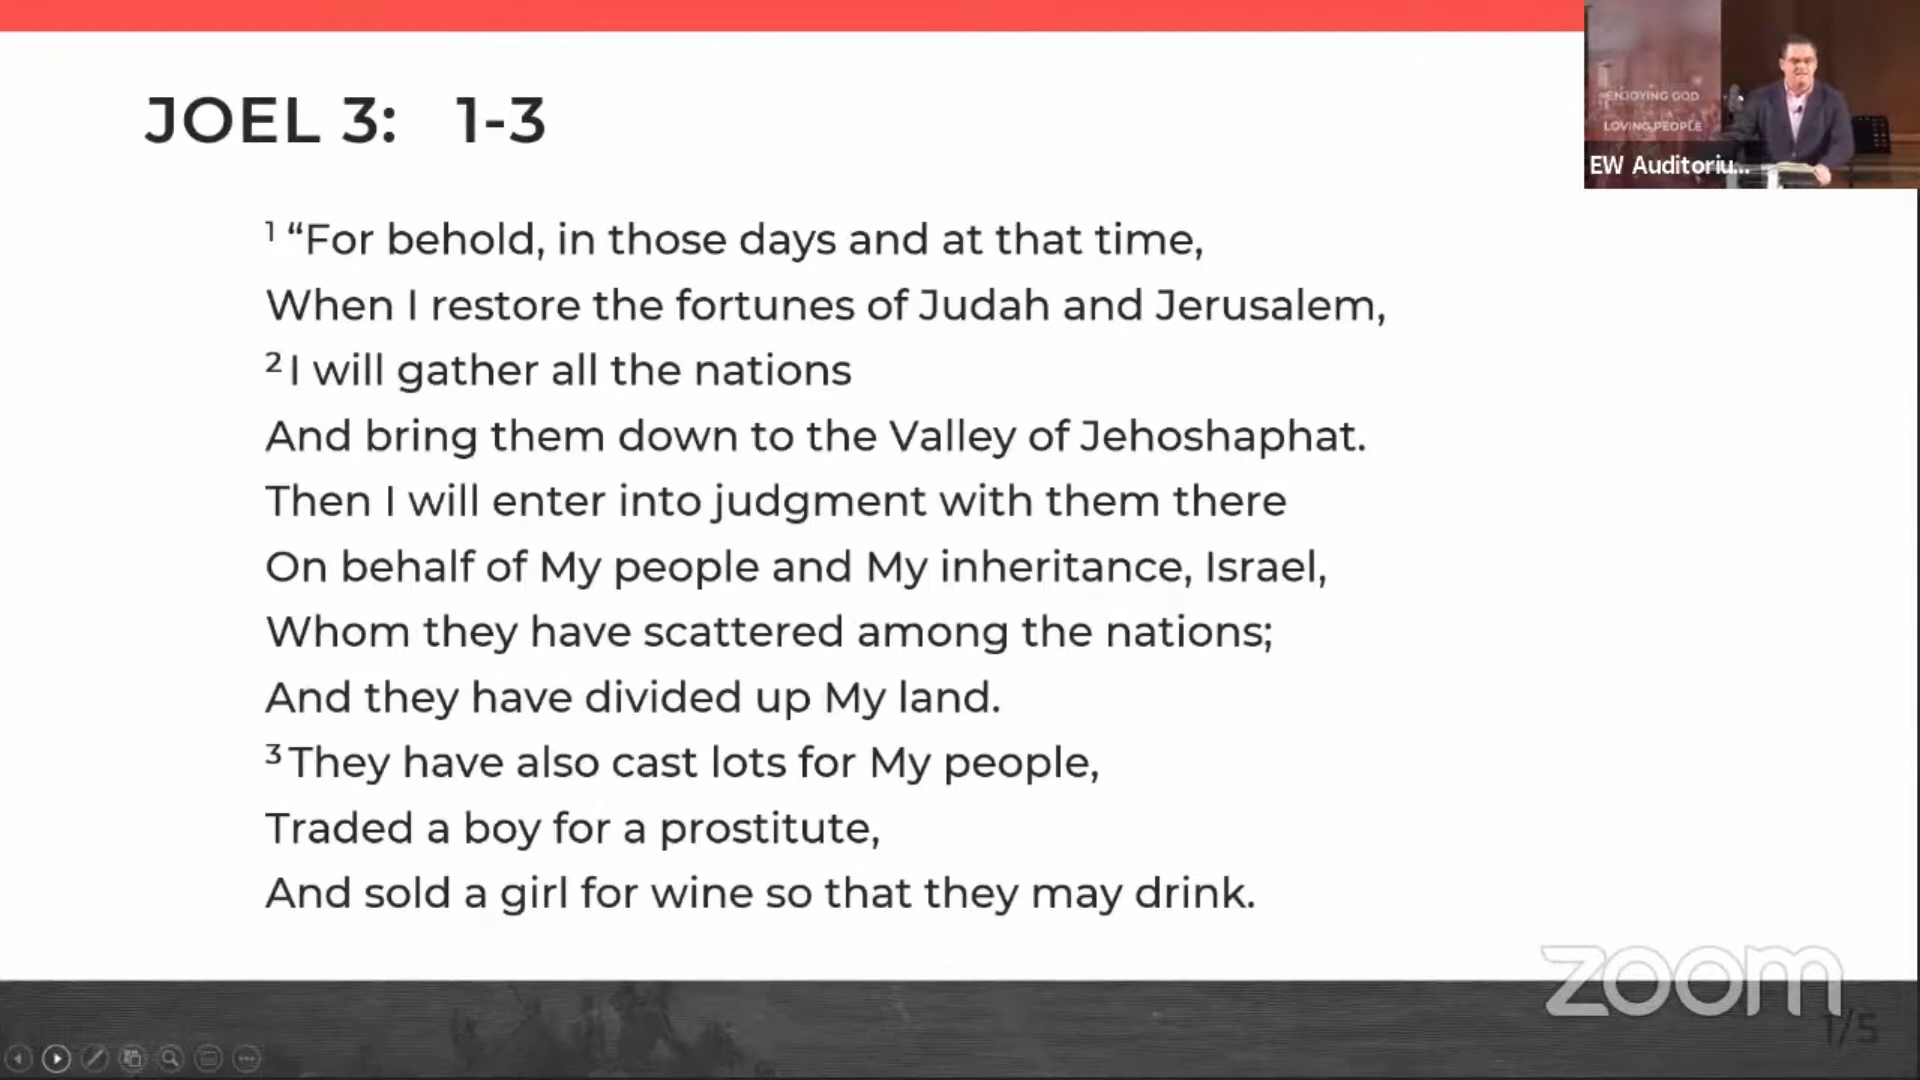 JOEL 3: 1-3
ENJOYING GOD
LOVING PEOPLE
EW Auditoriu...
1 “For behold, in those days and at that time,
When I restore the fortunes of Judah and Jerusalem,
2 I will gather all the nations
And bring them down to the Valley of Jehoshaphat.
Then I will enter into judgment with them there
On behalf of My people and My inheritance, Israel,
Whom they have scattered among the nations;
And they have divided up My land.
3 They have also cast lots for My people,
Traded a boy for a prostitute,
And sold a girl for wine so that they may drink.
zoom
1/5